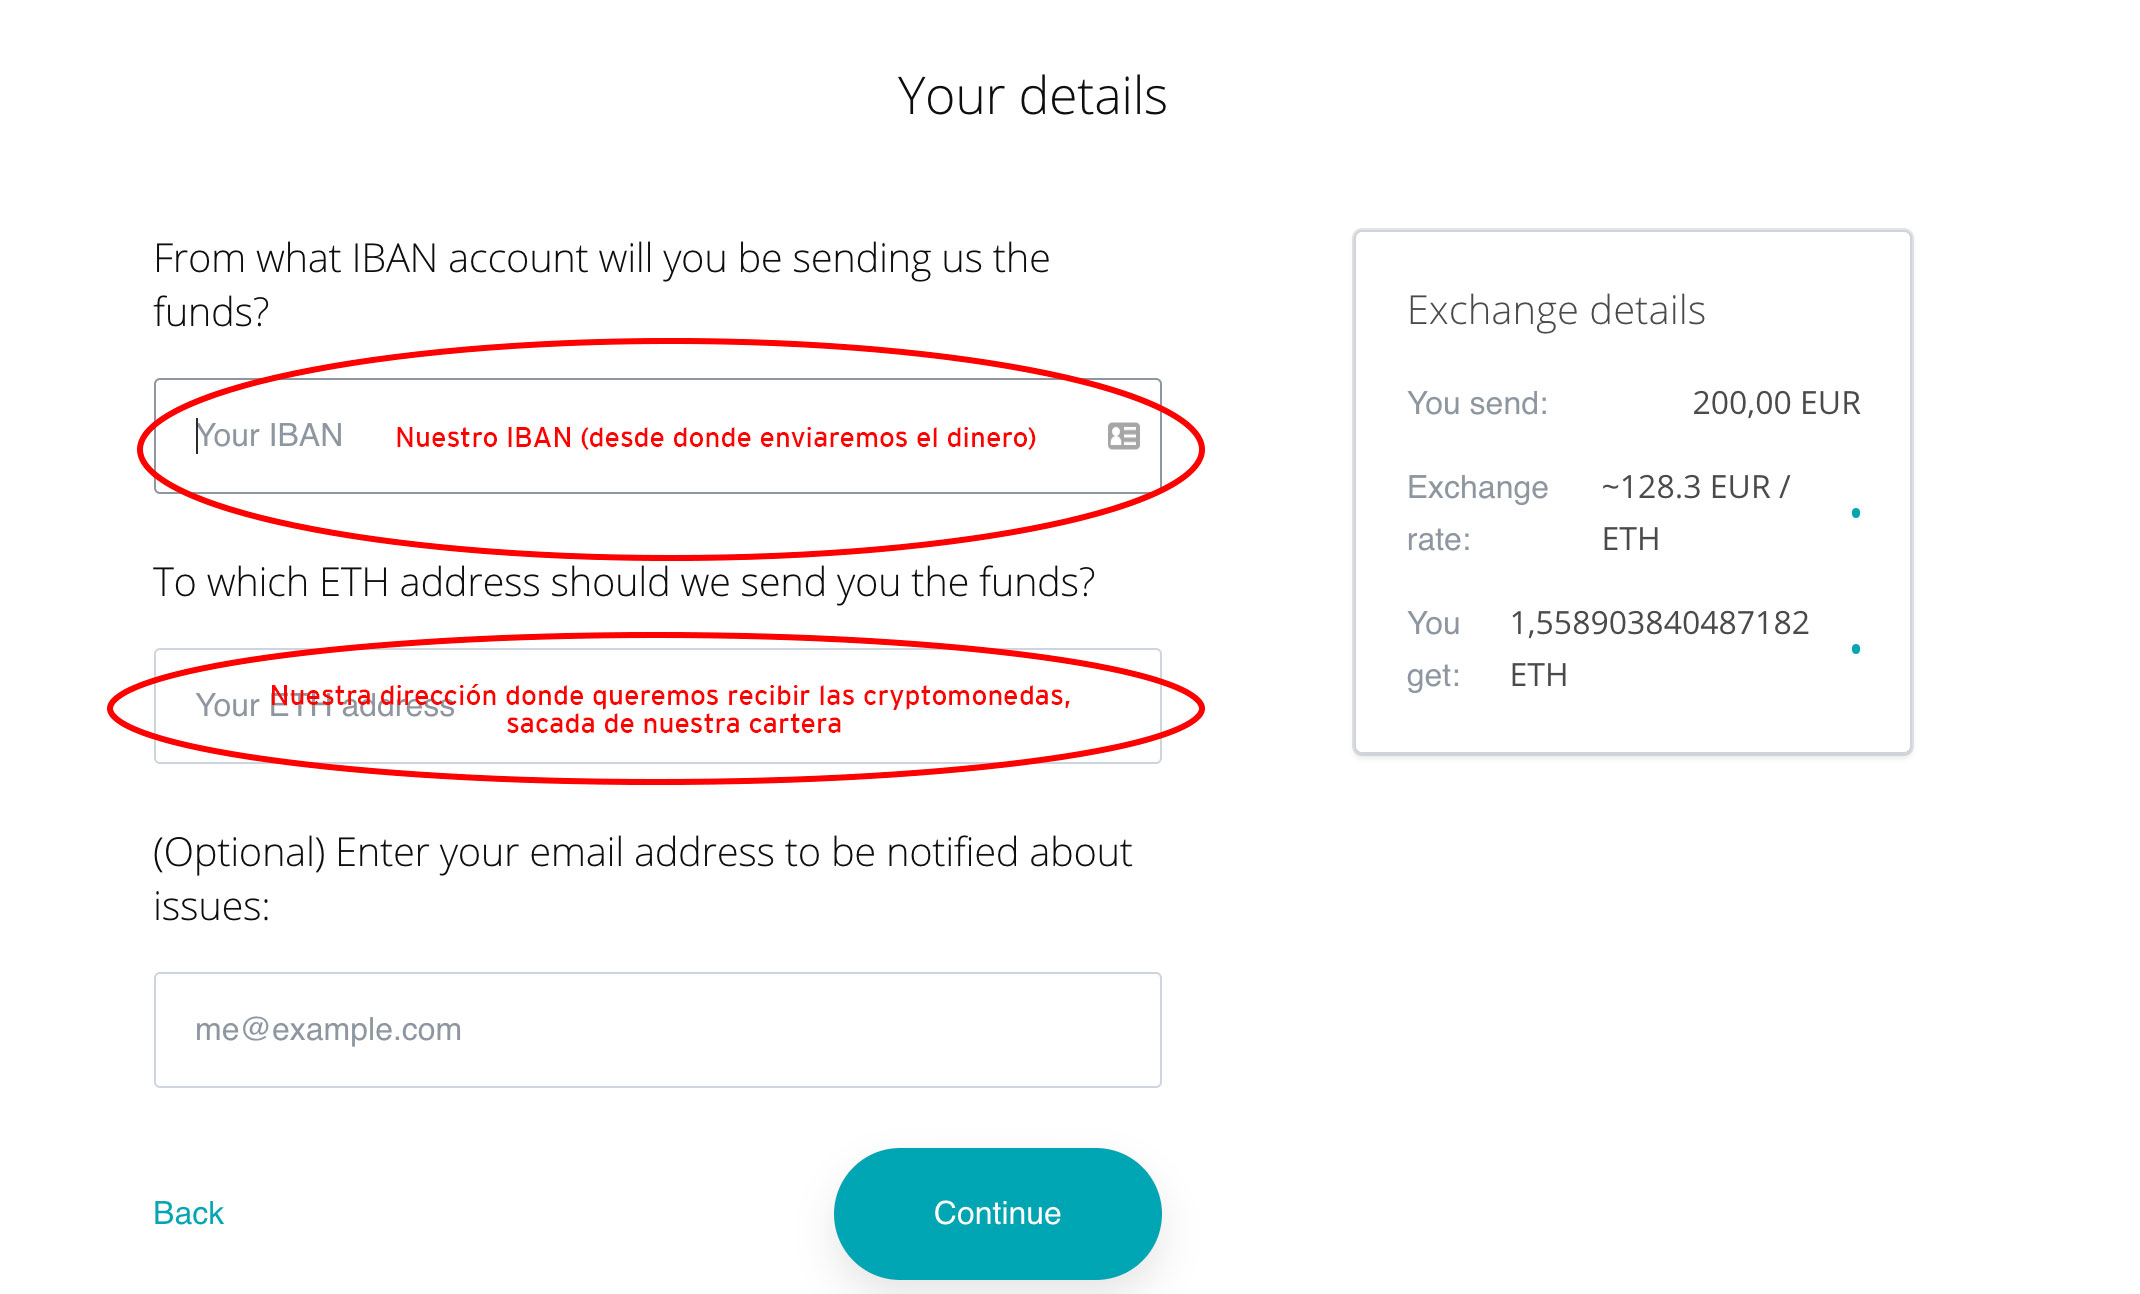 Your details
From what IBAN account will you be sending us the
funds?
Your IBAN
Nuestro IBAN (desde donde enviaremos el dinero)
To which ETH address should we send you the funds?
Your ETH address
Nuestra dirección donde queremos recibir las cryptomonedas,
sacada de nuestra cartera
(Optional) Enter your email address to be notified about
issues:
me@example.com
Back
Continue
Exchange details
You send: 200,00 EUR
Exchange ~128.3 EUR /
rate: ETH
You 1,558903840487182
get: ETH